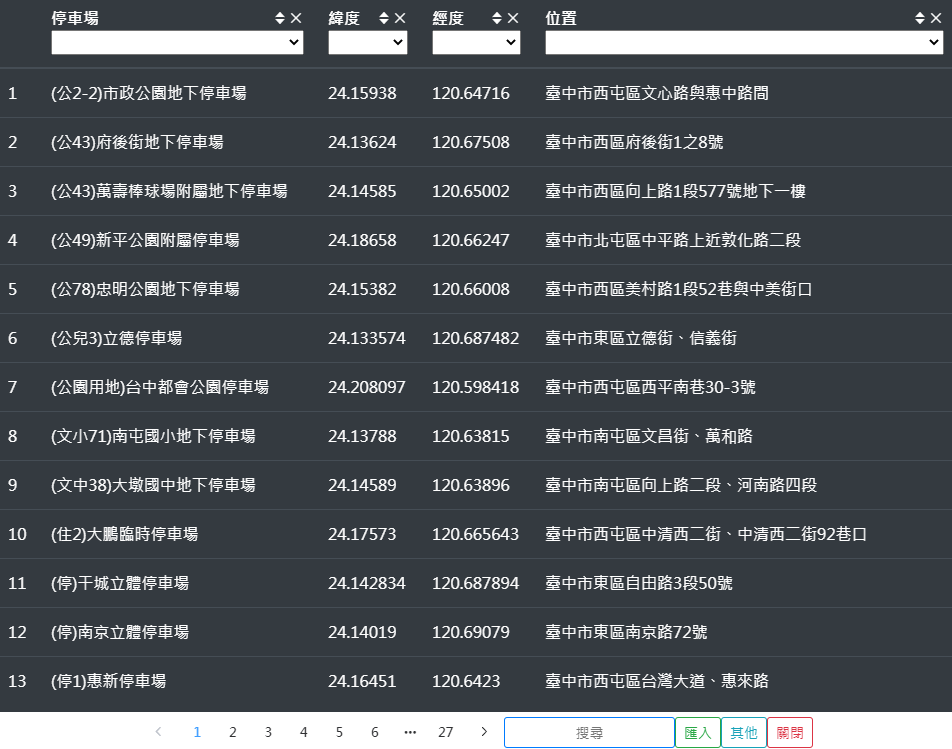 停車場 緯度 經度 位置
1 (公2-2)市政公園地下停車場 24.15938 120.64716 臺中市西屯區文心路與惠中路間
2 (公43)府後街地下停車場 24.13624 120.67508 臺中市西區府後街1之8號
3 (公43)萬壽棒球場附屬地下停車場 24.14585 120.65002 臺中市西區向上路1段577號地下一樓
4 (公49)新平公園附屬停車場 24.18658 120.66247 臺中市北屯區中平路上近敦化路二段
5 (公78)忠明公園地下停車場 24.15382 120.66008 臺中市西區美村路1段52巷與中美街口
6 (公兒3)立德停車場 24.133574 120.687482 臺中市東區立德街、信義街
7 (公園用地)台中都會公園停車場 24.208097 120.598418 臺中市西屯區西平南巷30-3號
8 (文小71)南屯國小地下停車場 24.13788 120.63815 臺中市南屯區文昌街、萬和路
9 (文中38)大墩國中地下停車場 24.14589 120.63896 臺中市南屯區向上路二段、河南路四段
10 (住2)大鵬臨時停車場 24.17573 120.665643 臺中市西屯區中清西二街、中清西二街92巷口
11 (停)干城立體停車場 24.142834 120.687894 臺中市東區自由路3段50號
12 (停)南京立體停車場 24.14019 120.69079 臺中市東區南京路72號
13 (停1)惠新停車場 24.16451 120.6423 臺中市西屯區台灣大道、惠來路
1 2 3 4 5 6 ••• 27 搜尋 匯入 其他 關閉